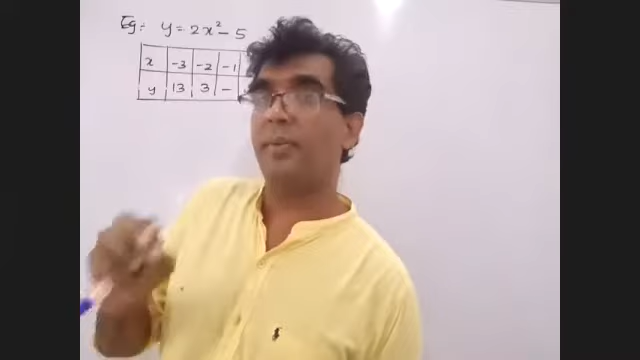 Eg:- y = 2x² - 5
x -3 -2 -1
y 13 3 -